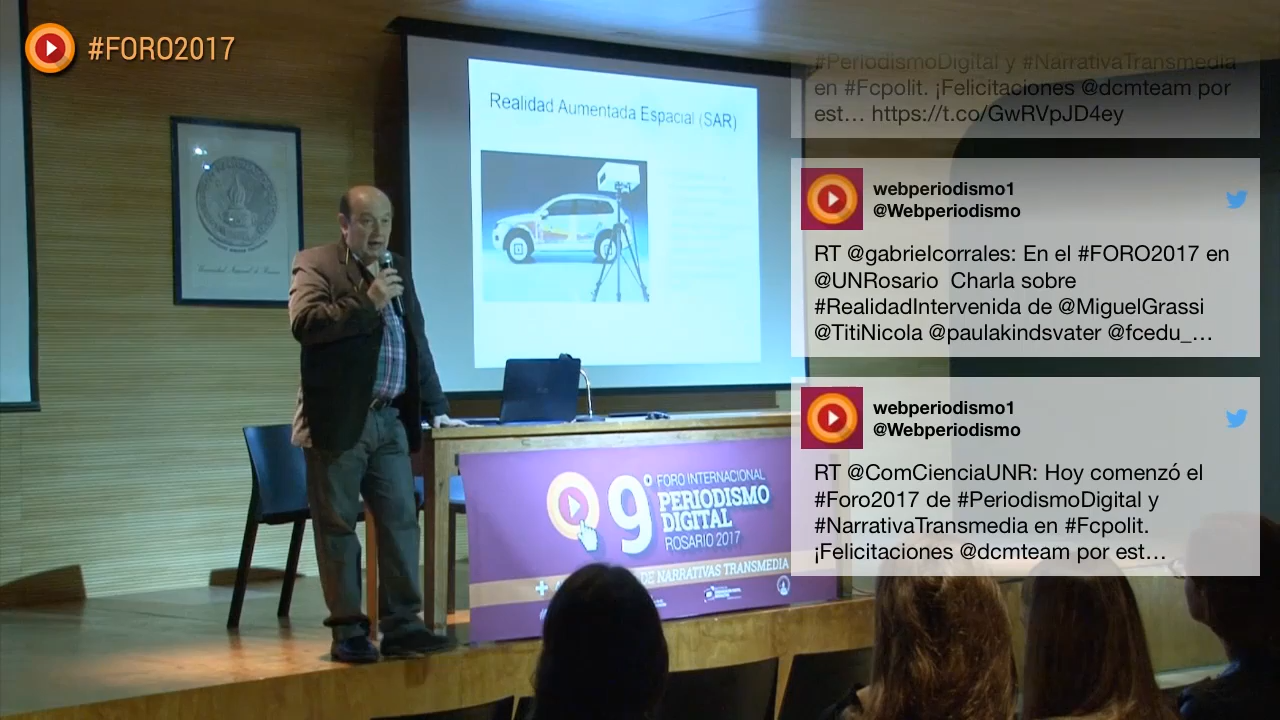 #FORO2017
Realidad Aumentada Espacial (SAR)
#PeriodismoDigital y #NarrativaTransmedia
en #Fcpolit. ¡Felicitaciones @dcmteam por
est… https://t.co/GwRVpJD4ey
webperiodismo1
@Webperiodismo
RT @gabrielcorrales: En el #FORO2017 en
@UNRosario Charla sobre
#RealidadIntervenida de @MiguelGrassi
@TitiNicola @paulakindsvater @fcedu_…
webperiodismo1
@Webperiodismo
RT @ComCienciaUNR: Hoy comenzó el
#Foro2017 de #PeriodismoDigital y
#NarrativaTransmedia en #Fcpolit.
¡Felicitaciones @dcmteam por est…
9°
FORO INTERNACIONAL
PERIODISMO
DIGITAL
ROSARIO 2017
DE NARRATIVAS TRANSMEDIA